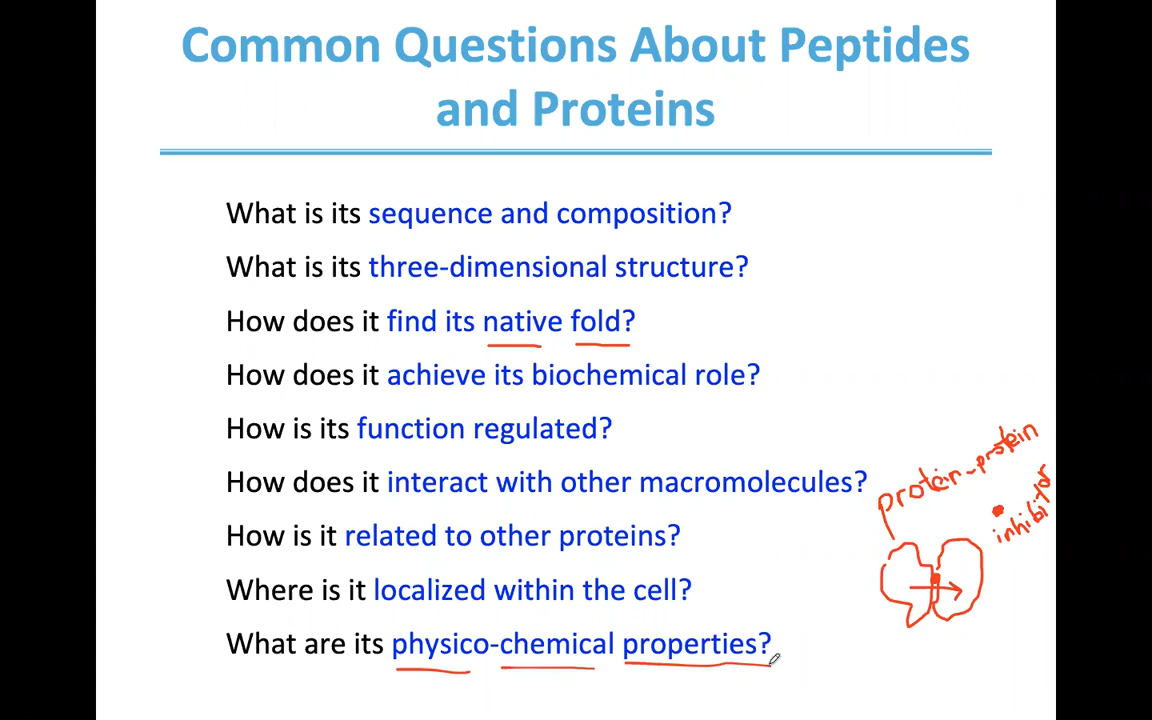 Common Questions About Peptides
and Proteins
What is its sequence and composition?
What is its three-dimensional structure?
How does it find its native fold?
How does it achieve its biochemical role?
How is its function regulated?
How does it interact with other macromolecules?
How is it related to other proteins?
Where is it localized within the cell?
What are its physico-chemical properties?
protein-protein
inhibitor